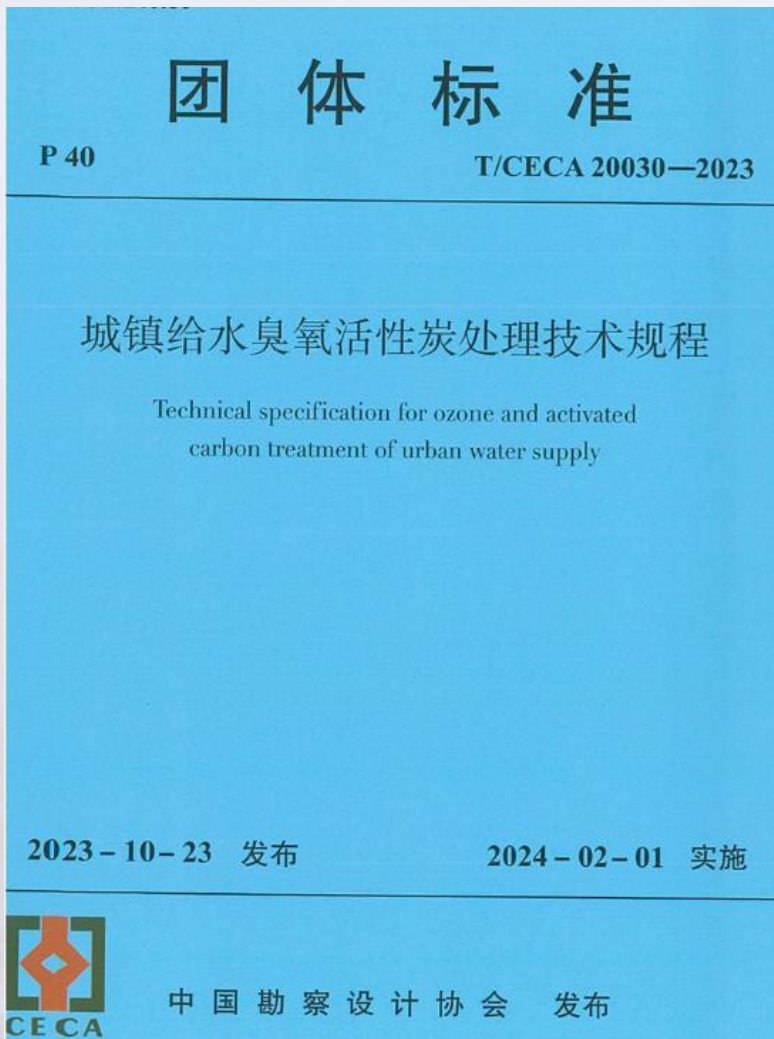 团体标准
P 40
T/CECA 20030—2023
城镇给水臭氧活性炭处理技术规程
Technical specification for ozone and activated
carbon treatment of urban water supply
2023－10－23 发布
2024－02－01 实施
CECA
中国勘察设计协会 发布